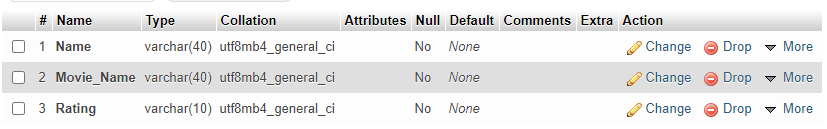 # Name Type Collation Attributes Null Default Comments Extra Action
1 Name varchar(40) utf8mb4_general_ci No None Change Drop More
2 Movie_Name varchar(40) utf8mb4_general_ci No None Change Drop More
3 Rating varchar(10) utf8mb4_general_ci No None Change Drop More